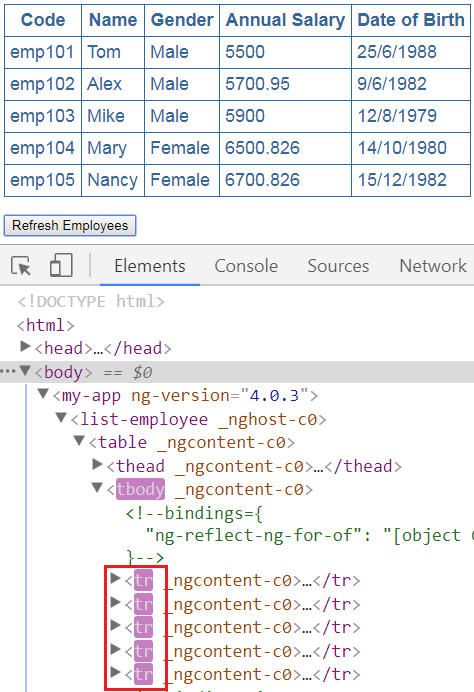 Code Name Gender Annual Salary Date of Birth
emp101 Tom Male 5500 25/6/1988
emp102 Alex Male 5700.95 9/6/1982
emp103 Mike Male 5900 12/8/1979
emp104 Mary Female 6500.826 14/10/1980
emp105 Nancy Female 6700.826 15/12/1982
Refresh Employees
Elements Console Sources Network
<!DOCTYPE html>
<html>
<head>…</head>
<body> == $0
<my-app ng-version="4.0.3">
<list-employee _nghost-c0>
<table _ngcontent-c0>
<thead _ngcontent-c0>…</thead>
<tbody _ngcontent-c0>
<!--bindings={
"ng-reflect-ng-for-of": "[object
}-->
<tr _ngcontent-c0>…</tr>
<tr _ngcontent-c0>…</tr>
<tr _ngcontent-c0>…</tr>
<tr _ngcontent-c0>…</tr>
<tr _ngcontent-c0>…</tr>